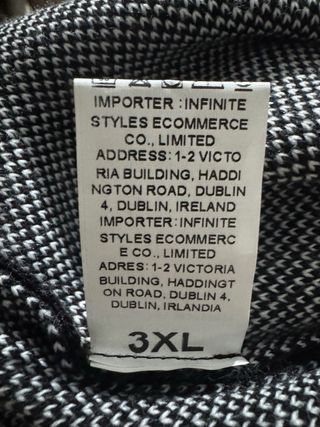 IMPORTER :INFINITE
STYLES ECOMMERCE
CO., LIMITED
ADDRESS: 1-2 VICTO
RIA BUILDING, HADDI
NGTON ROAD, DUBLIN
4, DUBLIN, IRELAND
IMPORTER :INFINITE
STYLES ECOMMERC
E CO., LIMITED
ADRES: 1-2 VICTORIA
BUILDING, HADDINGT
ON ROAD, DUBLIN 4,
DUBLIN, IRLANDIA
3XL